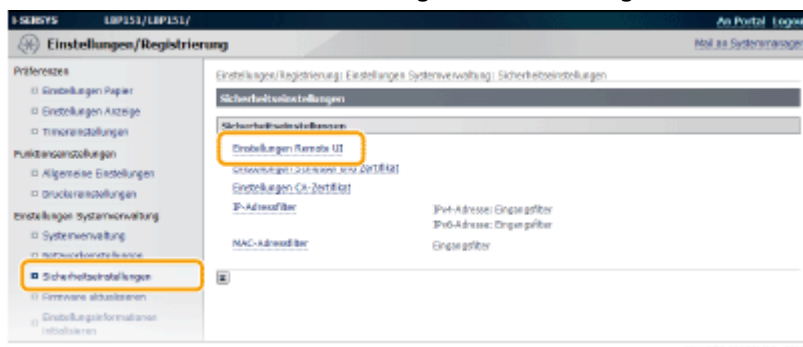 i-SENSYS LBP151/LBP151/ An Portal Logou
Einstellungen/Registrierung Mail an Systemmanager
Präferenzen
Einstellungen Papier
Einstellungen Anzeige
Timereinstellungen
Funktionseinstellungen
Allgemeine Einstellungen
Druckereinstellungen
Einstellungen Systemverwaltung
Systemverwaltung
Netzwerkeinstellungen
Sicherheitseinstellungen
Firmware aktualisieren
Einstellungsinformationen
initialisieren
Einstellungen/Registrierung: Einstellungen Systemverwaltung: Sicherheitseinstellungen
Sicherheitseinstellungen
Sicherheitseinstellungen
Einstellungen Remote UI
Einstellungen Schlüssel und Zertifikat
Einstellungen CA-Zertifikat
IP-Adressfilter IPv4-Adresse: Eingangsfilter
IPv6-Adresse: Eingangsfilter
MAC-Adressfilter Eingangsfilter